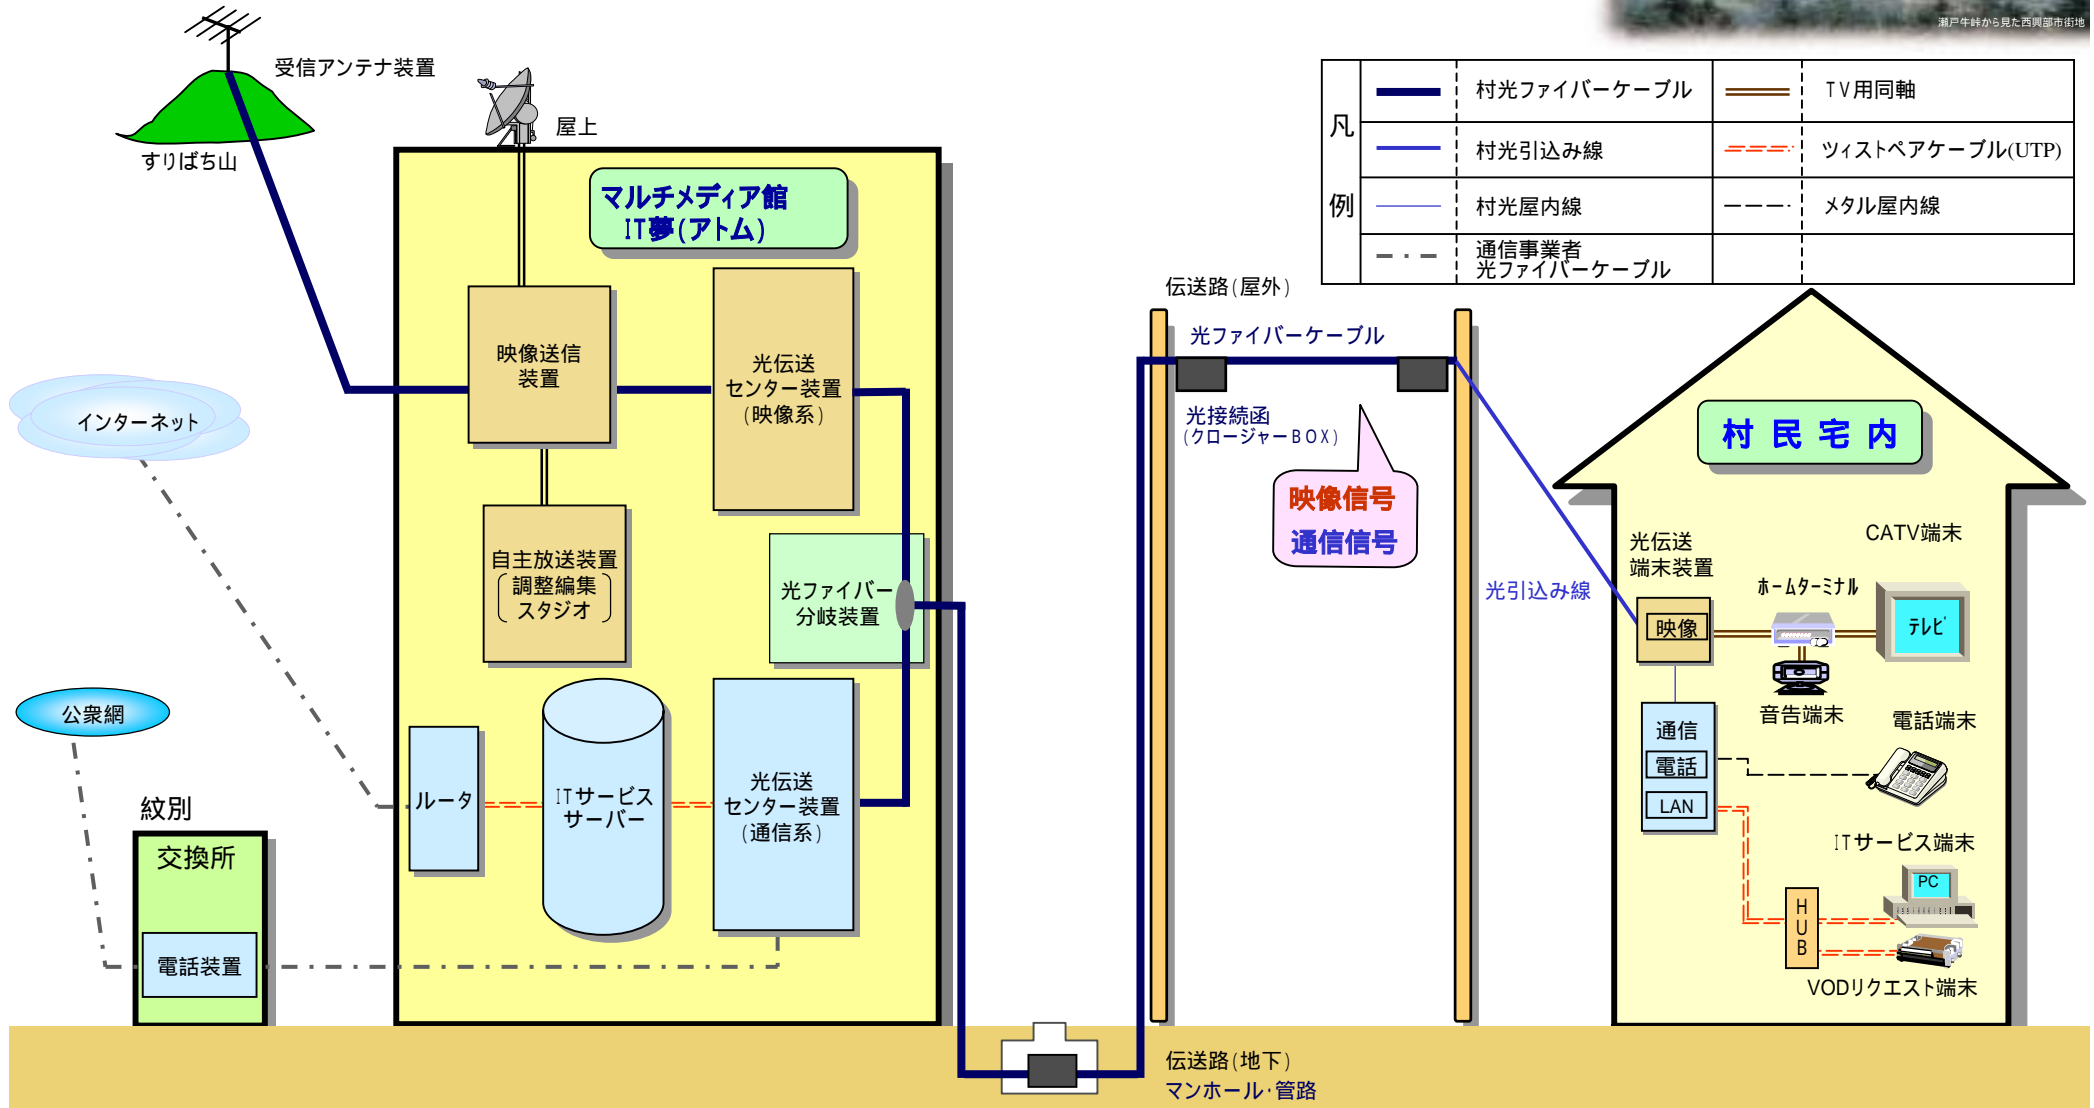 瀬戸牛峠から見た西興部市街地
受信アンテナ装置
すりばち山
屋上
マルチメディア館
IT夢(アトム)
凡例
村光ファイバーケーブル
TV用同軸
村光引込み線
ツィストペアケーブル(UTP)
村光屋内線
メタル屋内線
通信事業者
光ファイバーケーブル
映像送信
装置
光伝送
センター装置
(映像系)
自主放送装置
調整編集
スタジオ
光ファイバー
分岐装置
インターネット
公衆網
紋別
交換所
電話装置
ルータ
ITサービス
サーバー
光伝送
センター装置
(通信系)
伝送路(屋外)
光ファイバーケーブル
光接続函
(クロージャーBOX)
映像信号
通信信号
光引込み線
伝送路(地下)
マンホール・管路
村民宅内
光伝送
端末装置
CATV端末
ホームターミナル
映像
テレビ
音告端末
通信
電話
LAN
電話端末
ITサービス端末
PC
HUB
VODリクエスト端末